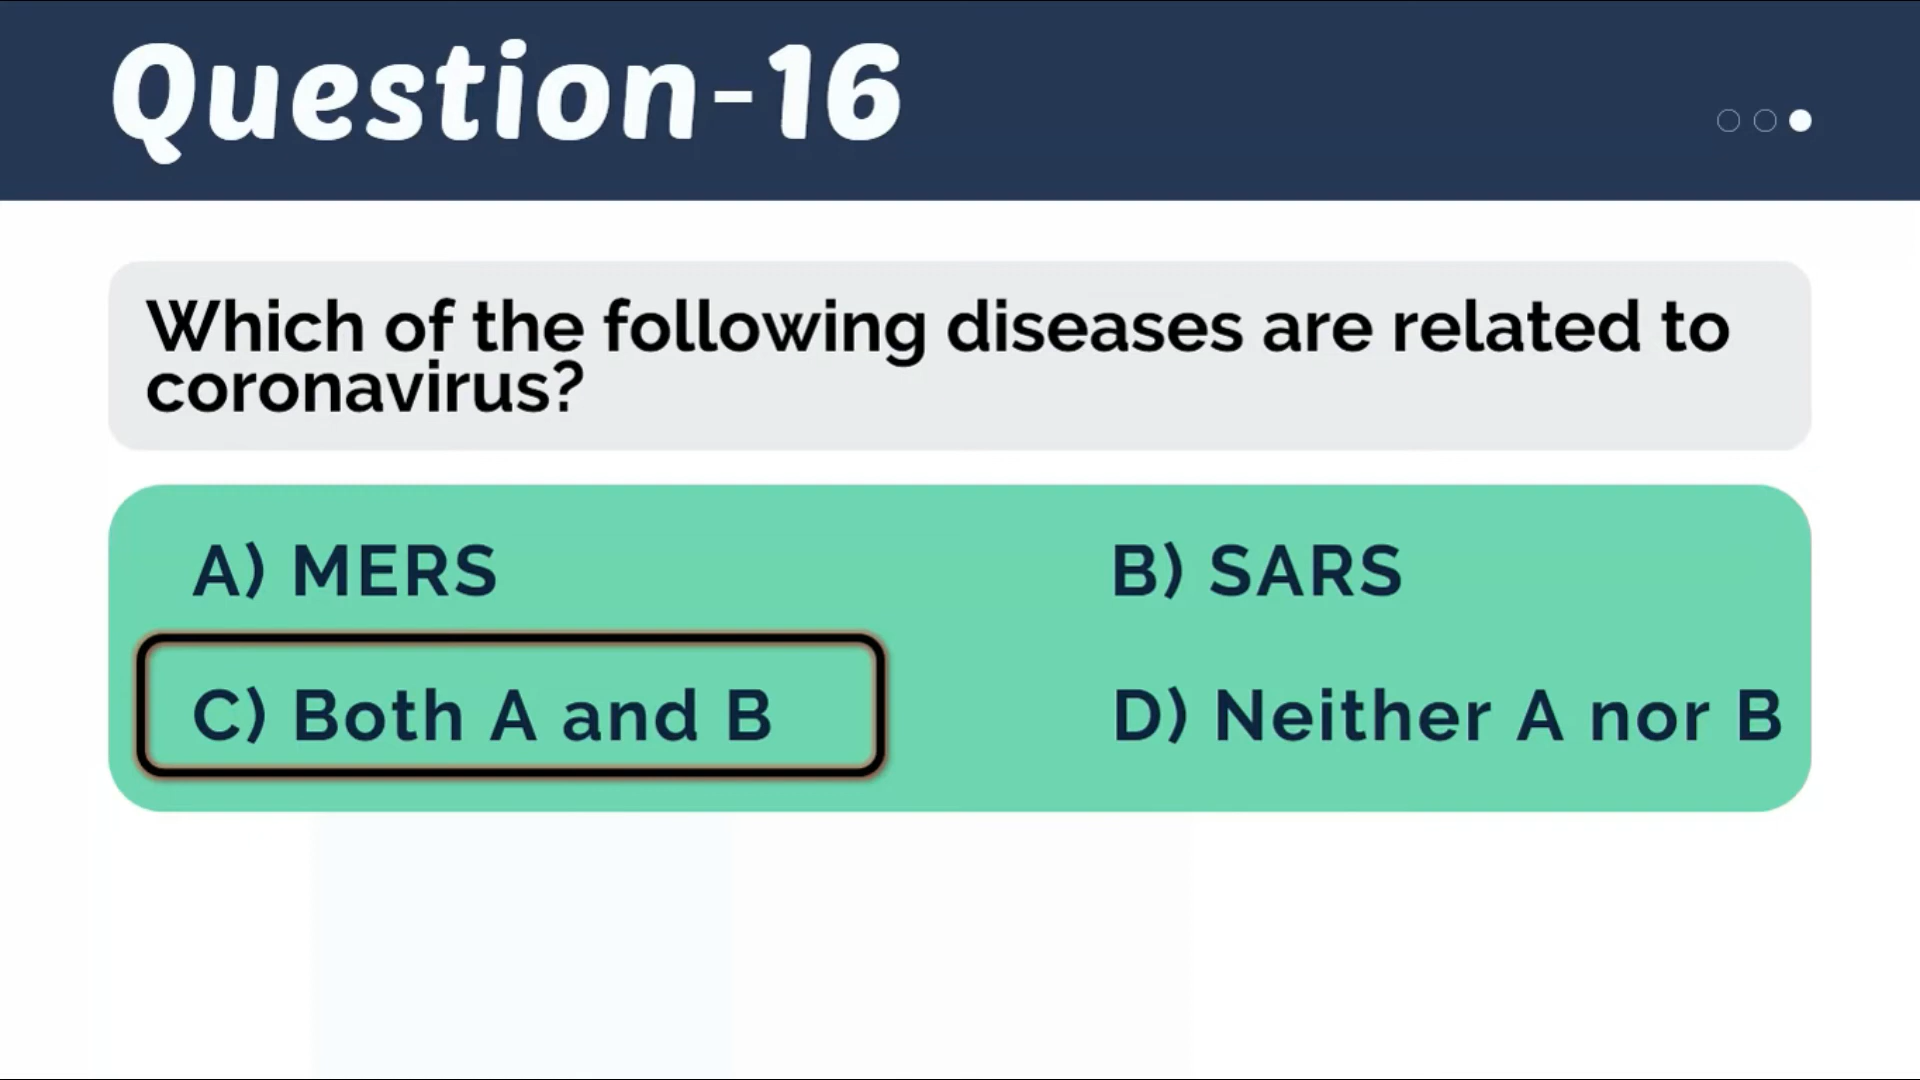 Question-16
Which of the following diseases are related to
coronavirus?
A) MERS
B) SARS
C) Both A and B
D) Neither A nor B